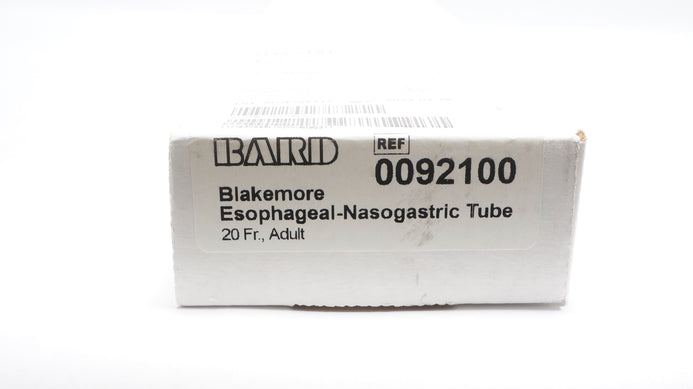 BARD
REF
0092100
Blakemore
Esophageal-Nasogastric Tube
20 Fr., Adult